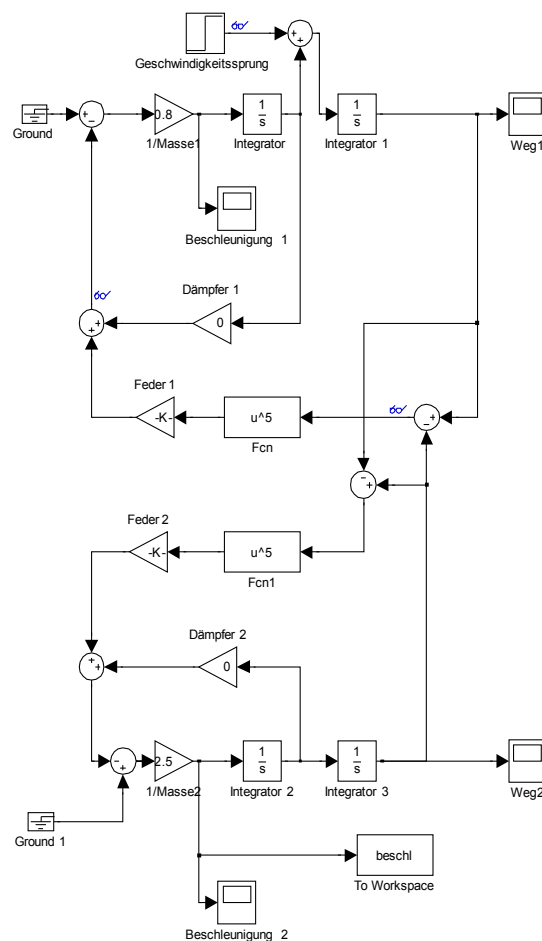 Geschwindigkeitssprung
+
+
Ground
+
−
0.8
1/Masse1
1
s
Integrator
1
s
Integrator 1
Weg1
Beschleunigung 1
Dämpfer 1
+
+
0
Feder 1
-K-
u^5
Fcn
+
−
−
+
Feder 2
-K-
u^5
Fcn1
Dämpfer 2
+
+
0
−
+
2.5
1/Masse2
1
s
Integrator 2
1
s
Integrator 3
Weg2
Ground 1
beschl
To Workspace
Beschleunigung 2